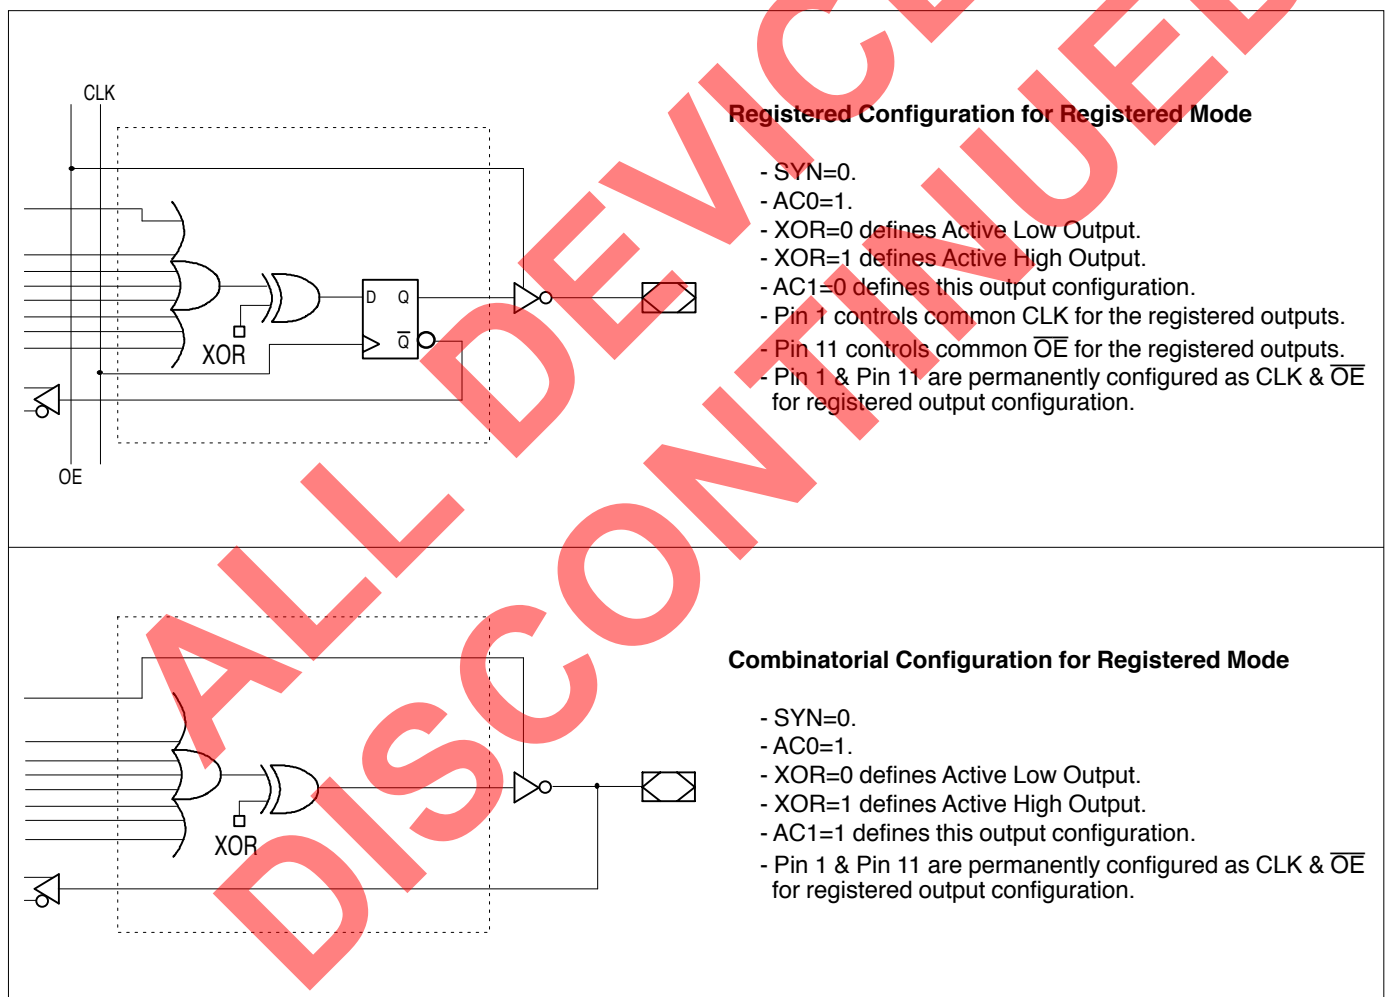 CLK
Registered Configuration for Registered Mode
- SYN=0.
- AC0=1.
- XOR=0 defines Active Low Output.
- XOR=1 defines Active High Output.
- AC1=0 defines this output configuration.
- Pin 1 controls common CLK for the registered outputs.
- Pin 11 controls common O̅E̅ for the registered outputs.
- Pin 1 & Pin 11 are permanently configured as CLK & O̅E̅
for registered output configuration.
D Q
Q̅
XOR
OE
Combinatorial Configuration for Registered Mode
- SYN=0.
- AC0=1.
- XOR=0 defines Active Low Output.
- XOR=1 defines Active High Output.
- AC1=1 defines this output configuration.
- Pin 1 & Pin 11 are permanently configured as CLK & O̅E̅
for registered output configuration.
XOR
ALL DEVIC
DISCONTINUED